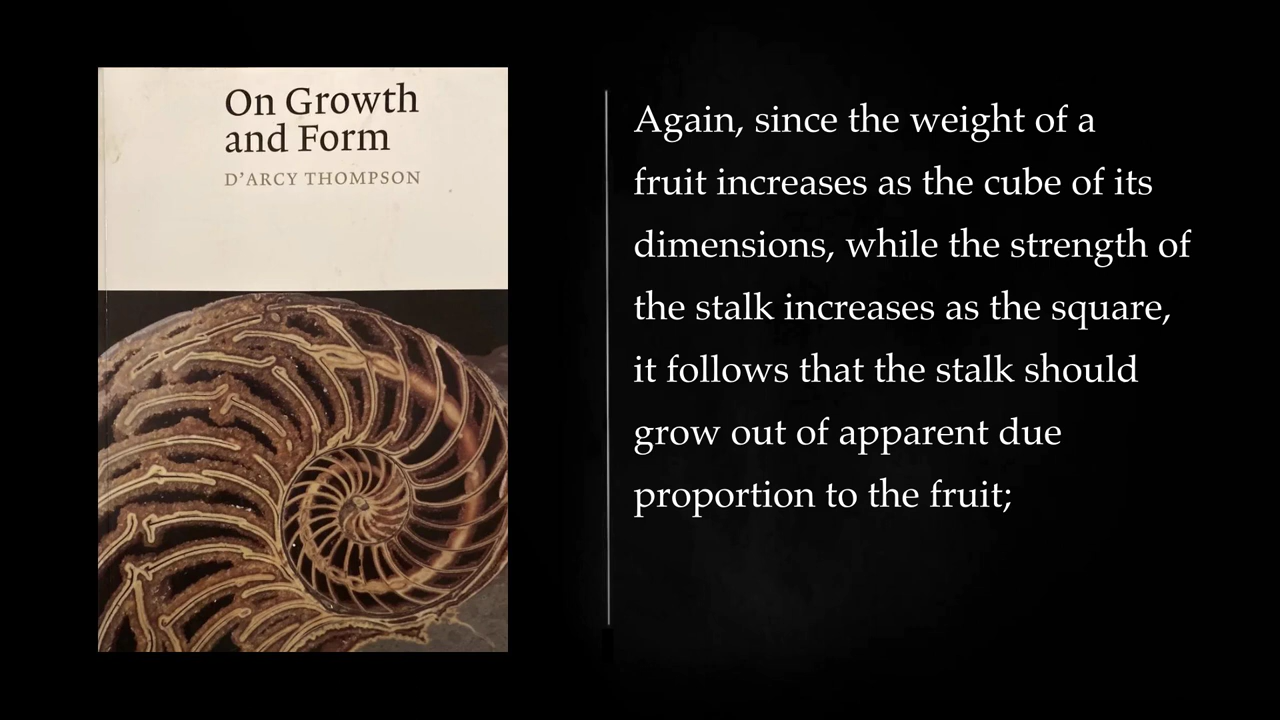 On Growth
and Form
D'ARCY THOMPSON
Again, since the weight of a
fruit increases as the cube of its
dimensions, while the strength of
the stalk increases as the square,
it follows that the stalk should
grow out of apparent due
proportion to the fruit;